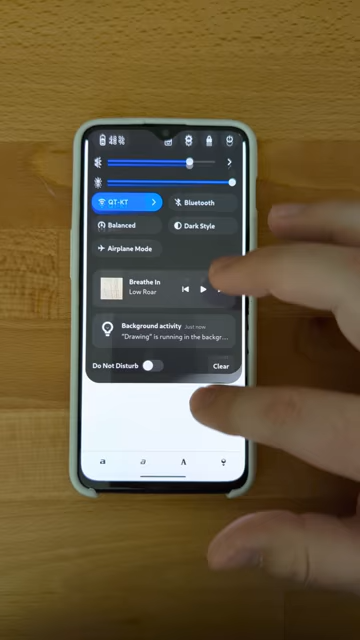 48 %
QT-KT
Bluetooth
Balanced
Dark Style
Airplane Mode
Breathe In
Low Roar
Background activity Just now
"Drawing" is running in the backgr…
Do Not Disturb
Clear
a a A